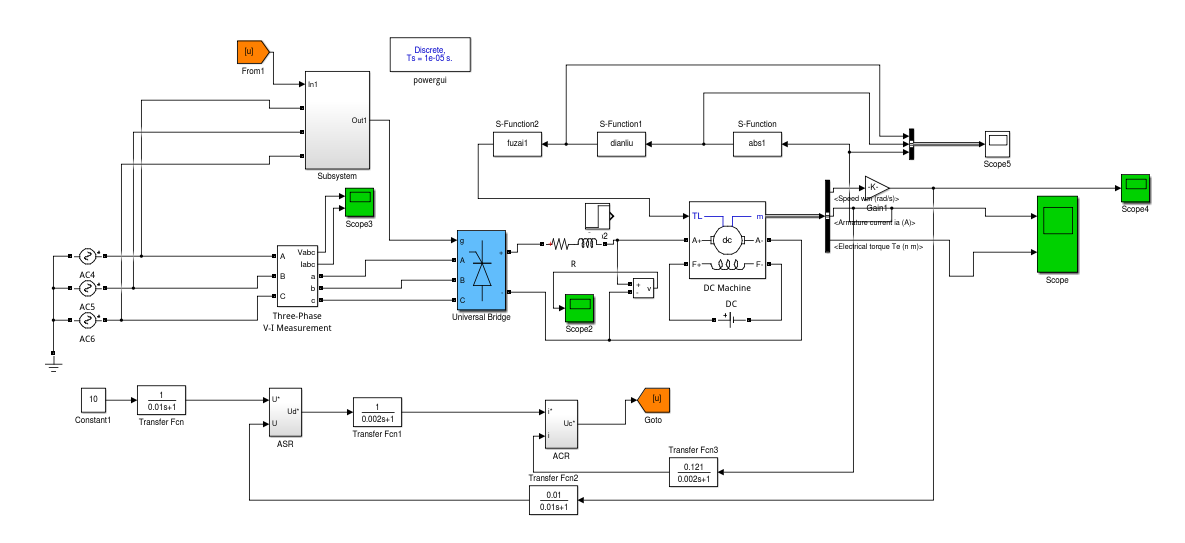 [u]
From1
Discrete,
Ts = 1e-05 s.
powergui
In1
Out1
Subsystem
S-Function2
fuzai1
S-Function1
dianliu
S-Function
abs1
Scope5
Scope3
-K-
Gain1
<Speed wm (rad/s)>
<Armature current ia (A)>
<Electrical torque Te (n m)>
Scope4
Scope
AC4
AC5
AC6
A
B
C
Vabc
Iabc
a
b
c
Three-Phase
V-I Measurement
g
A
B
C
+
-
Universal Bridge
R
i2
+
-
v
Scope2
TL
m
A+
dc
A-
F+
F-
DC Machine
DC
+
10
Constant1
1
0.01s+1
Transfer Fcn
U*
U
Ud*
ASR
1
0.002s+1
Transfer Fcn1
i*
i
Uc*
ACR
[u]
Goto
Transfer Fcn3
0.121
0.002s+1
Transfer Fcn2
0.01
0.01s+1